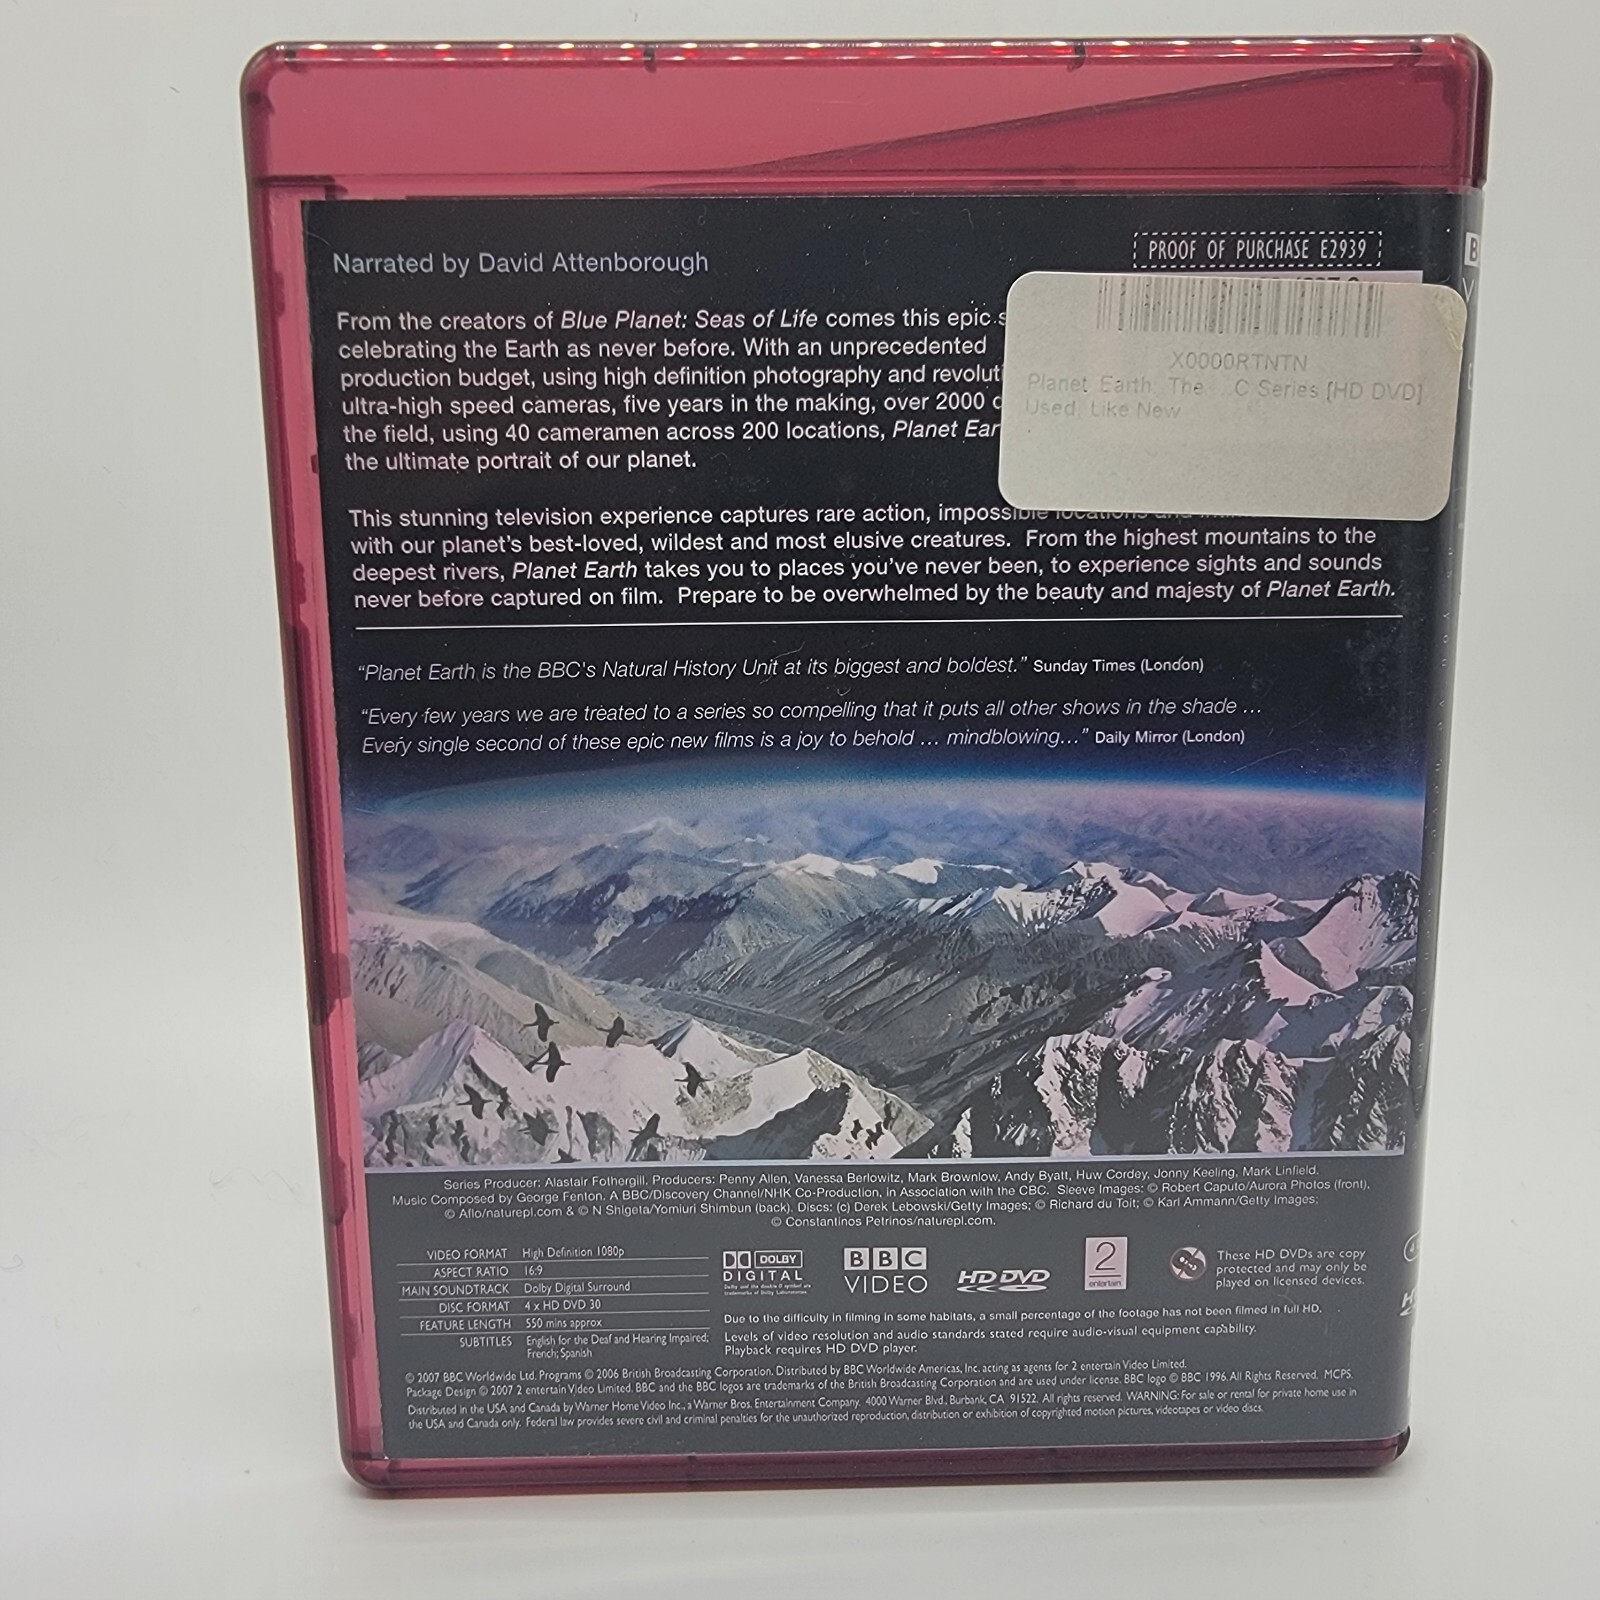 Narrated by David Attenborough
PROOF OF PURCHASE E2939
From the creators of Blue Planet: Seas of Life comes this epic
celebrating the Earth as never before. With an unprecedented
production budget, using high definition photography and
ultra-high speed cameras, five years in the making, over 2000
the field, using 40 cameramen across 200 locations, Planet
the ultimate portrait of our planet.
X0000RTNTN
Planet Earth: The ...C Series [HD DVD]
Used, Like New
This stunning television experience captures rare action, impossible locations and
with our planet's best-loved, wildest and most elusive creatures. From the highest mountains to the
deepest rivers, Planet Earth takes you to places you've never been, to experience sights and sounds
never before captured on film. Prepare to be overwhelmed by the beauty and majesty of Planet Earth.
“Planet Earth is the BBC's Natural History Unit at its biggest and boldest.” Sunday Times (London)
“Every few years we are treated to a series so compelling that it puts all other shows in the shade ...
Every single second of these epic new films is a joy to behold ... mindblowing...” Daily Mirror (London)
Series Producer: Alastair Fothergill. Producers: Penny Allen, Vanessa Berlowitz, Mark Brownlow, Andy Byatt, Huw Cordey, Jonny Keeling, Mark Linfield.
Music Composed by George Fenton. A BBC/Discovery Channel/NHK Co-Production, in Association with the CBC. Sleeve Images: © Robert Caputo/Aurora Photos (front),
© Aflo/naturepl.com & © N Shigeta/Yomiuri Shimbun (back). Discs: (c) Derek Lebowski/Getty Images; © Richard du Toit; © Karl Ammann/Getty Images;
© Constantinos Petrinos/naturepl.com.
VIDEO FORMAT High Definition 1080p
ASPECT RATIO 16:9
MAIN SOUNDTRACK Dolby Digital Surround
DISC FORMAT 4 x HD DVD 30
FEATURE LENGTH 550 mins approx
SUBTITLES English for the Deaf and Hearing Impaired;
French; Spanish
DOLBY
DIGITAL
BBC
VIDEO
HD DVD
2
entertain
These HD DVDs are copy
protected and may only be
played on licensed devices.
Due to the difficulty in filming in some habitats, a small percentage of the footage has not been filmed in full HD.
Levels of video resolution and audio standards stated require audio-visual equipment capability.
Playback requires HD DVD player.
© 2007 BBC Worldwide Ltd. Programs © 2006 British Broadcasting Corporation. Distributed by BBC Worldwide Americas, Inc. acting as agents for 2 entertain Video Limited.
Package Design © 2007 2 entertain Video Limited. BBC and the BBC logos are trademarks of the British Broadcasting Corporation and are used under license. BBC logo © BBC 1996. All Rights Reserved. MCPS.
Distributed in the USA and Canada by Warner Home Video Inc., a Warner Bros. Entertainment Company. 4000 Warner Blvd., Burbank, CA 91522. All rights reserved. WARNING: For sale or rental for private home use in
the USA and Canada only. Federal law provides severe civil and criminal penalties for the unauthorized reproduction, distribution or exhibition of copyrighted motion pictures, videotapes or video discs.